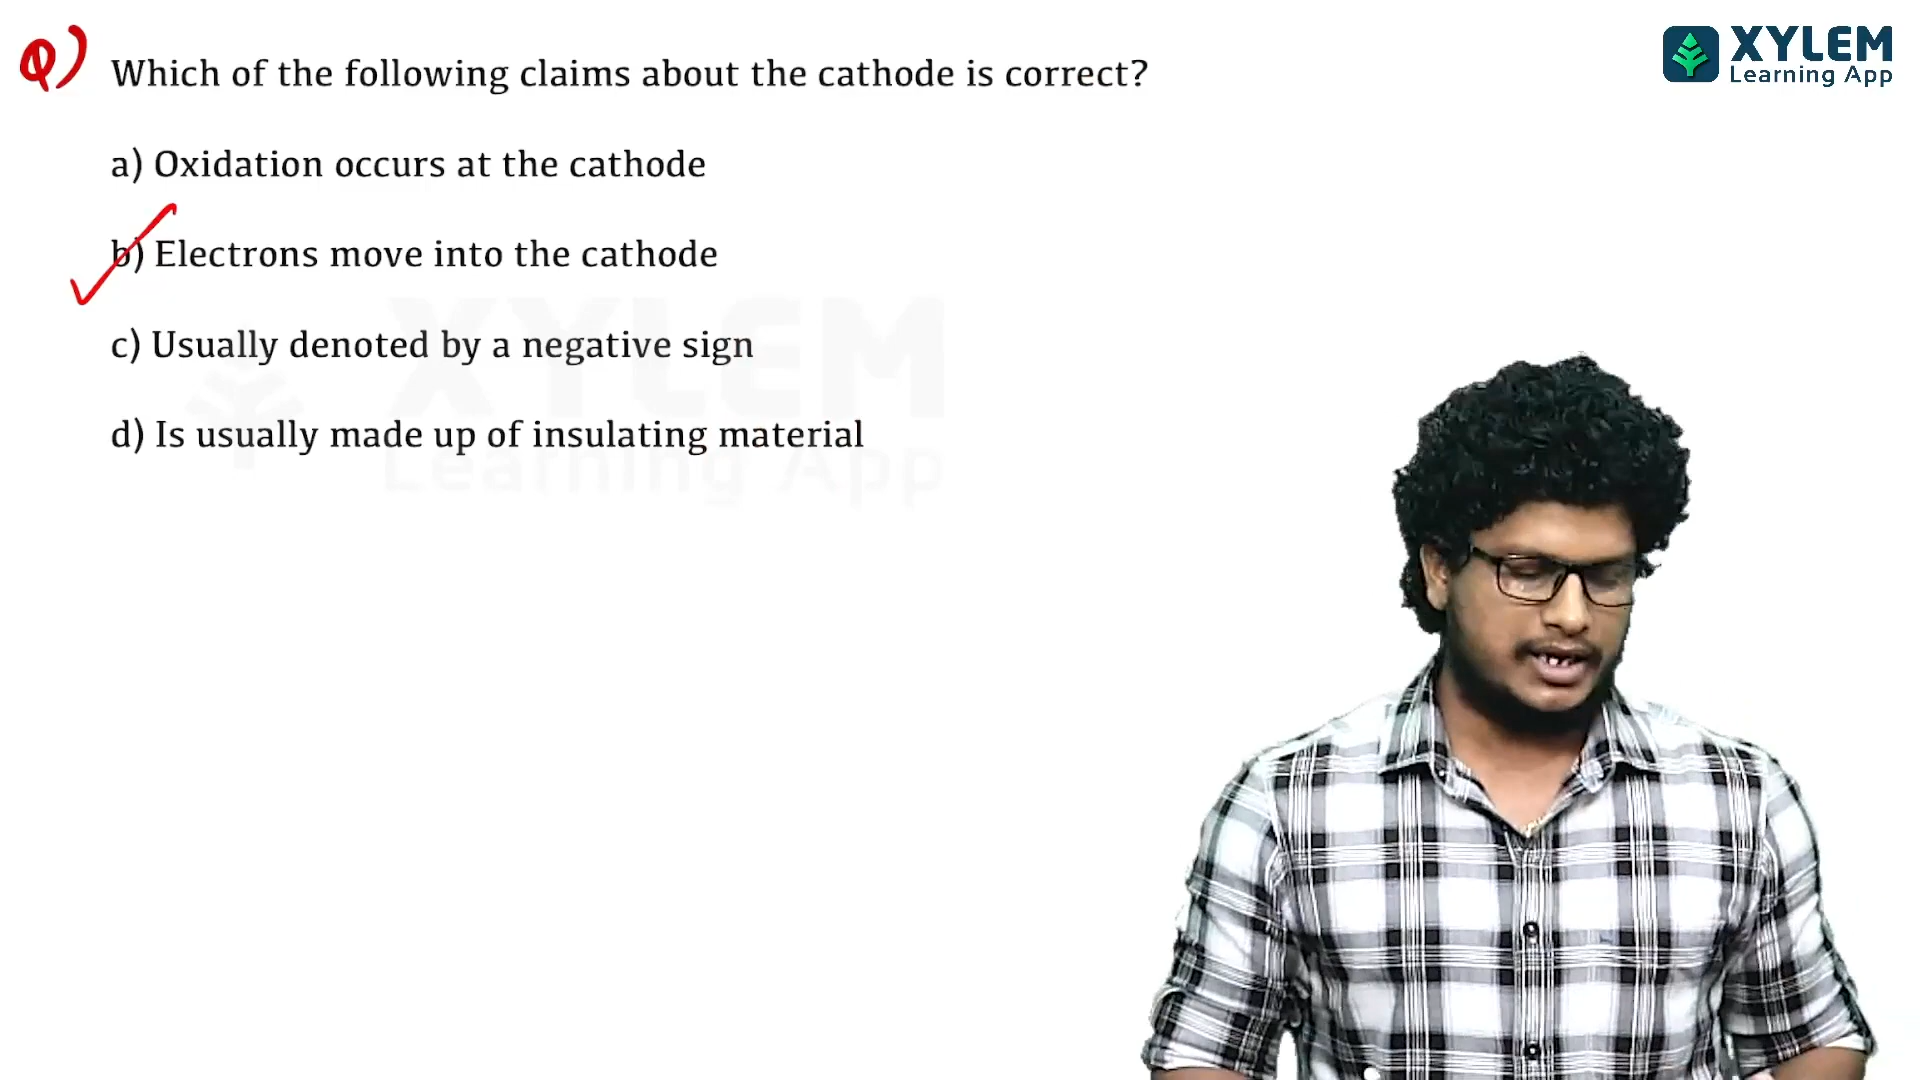 Q) Which of the following claims about the cathode is correct?
XYLEM
Learning App
a) Oxidation occurs at the cathode
b) Electrons move into the cathode
c) Usually denoted by a negative sign
d) Is usually made up of insulating material
XYLEM
Learning App